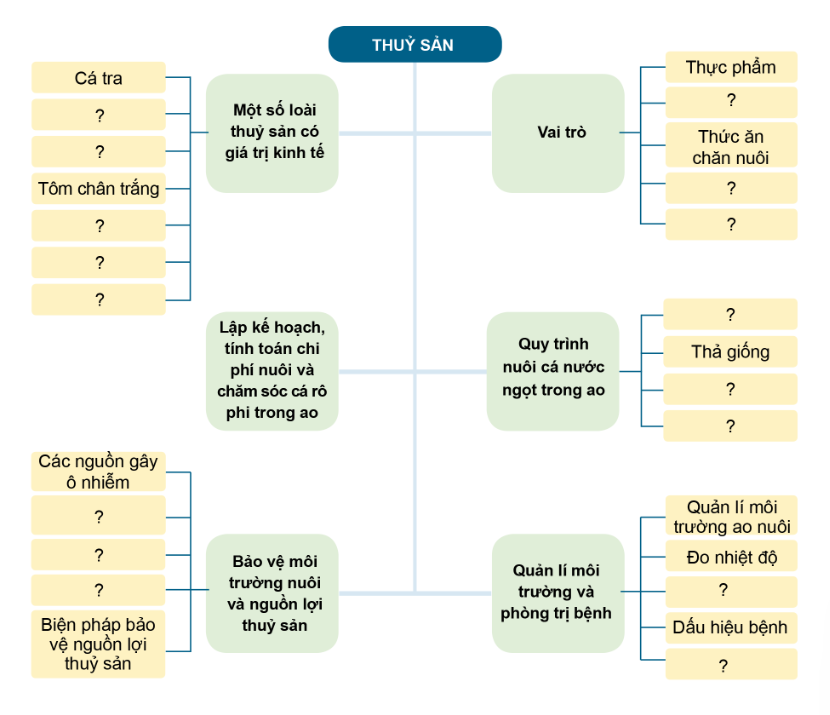 THUỶ SẢN
Một số loài
thuỷ sản có
giá trị kinh tế
Cá tra
?
?
Tôm chân trắng
?
?
?
Vai trò
Thực phẩm
?
Thức ăn
chăn nuôi
?
?
Lập kế hoạch,
tính toán chi
phí nuôi và
chăm sóc cá rô
phi trong ao
Quy trình
nuôi cá nước
ngọt trong ao
?
Thả giống
?
?
Bảo vệ môi
trường nuôi
và nguồn lợi
thuỷ sản
Các nguồn gây
ô nhiễm
?
?
?
Biện pháp bảo
vệ nguồn lợi
thuỷ sản
Quản lí môi
trường và
phòng trị bệnh
Quản lí môi
trường ao nuôi
Đo nhiệt độ
?
Dấu hiệu bệnh
?